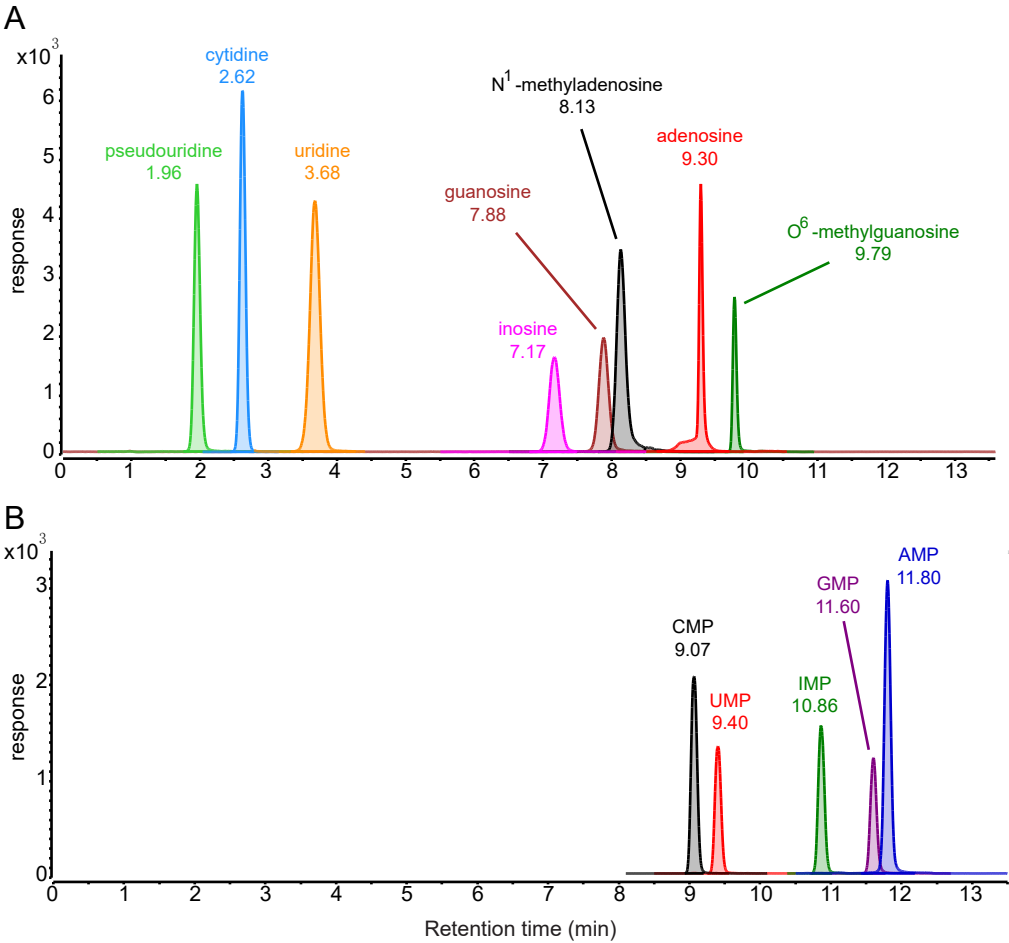 A
x10³
response
6
5
4
3
2
1
0
pseudouridine
1.96
cytidine
2.62
uridine
3.68
inosine
7.17
guanosine
7.88
N¹-methyladenosine
8.13
adenosine
9.30
O⁶-methylguanosine
9.79
0 1 2 3 4 5 6 7 8 9 10 11 12 13
B
x10³
response
3
2
1
0
CMP
9.07
UMP
9.40
IMP
10.86
GMP
11.60
AMP
11.80
0 1 2 3 4 5 6 7 8 9 10 11 12 13
Retention time (min)